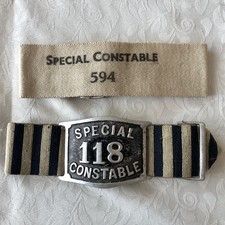 SPECIAL CONSTABLE
594
SPECIAL
118
CONSTABLE